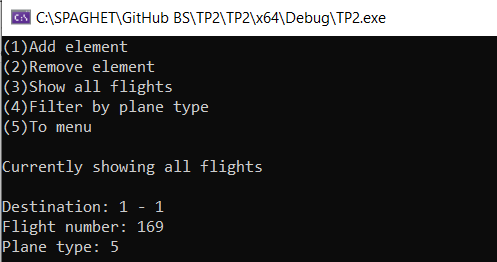 C:\SPAGHET\GitHub BS\TP2\TP2\x64\Debug\TP2.exe
(1)Add element
(2)Remove element
(3)Show all flights
(4)Filter by plane type
(5)To menu
Currently showing all flights
Destination: 1 - 1
Flight number: 169
Plane type: 5